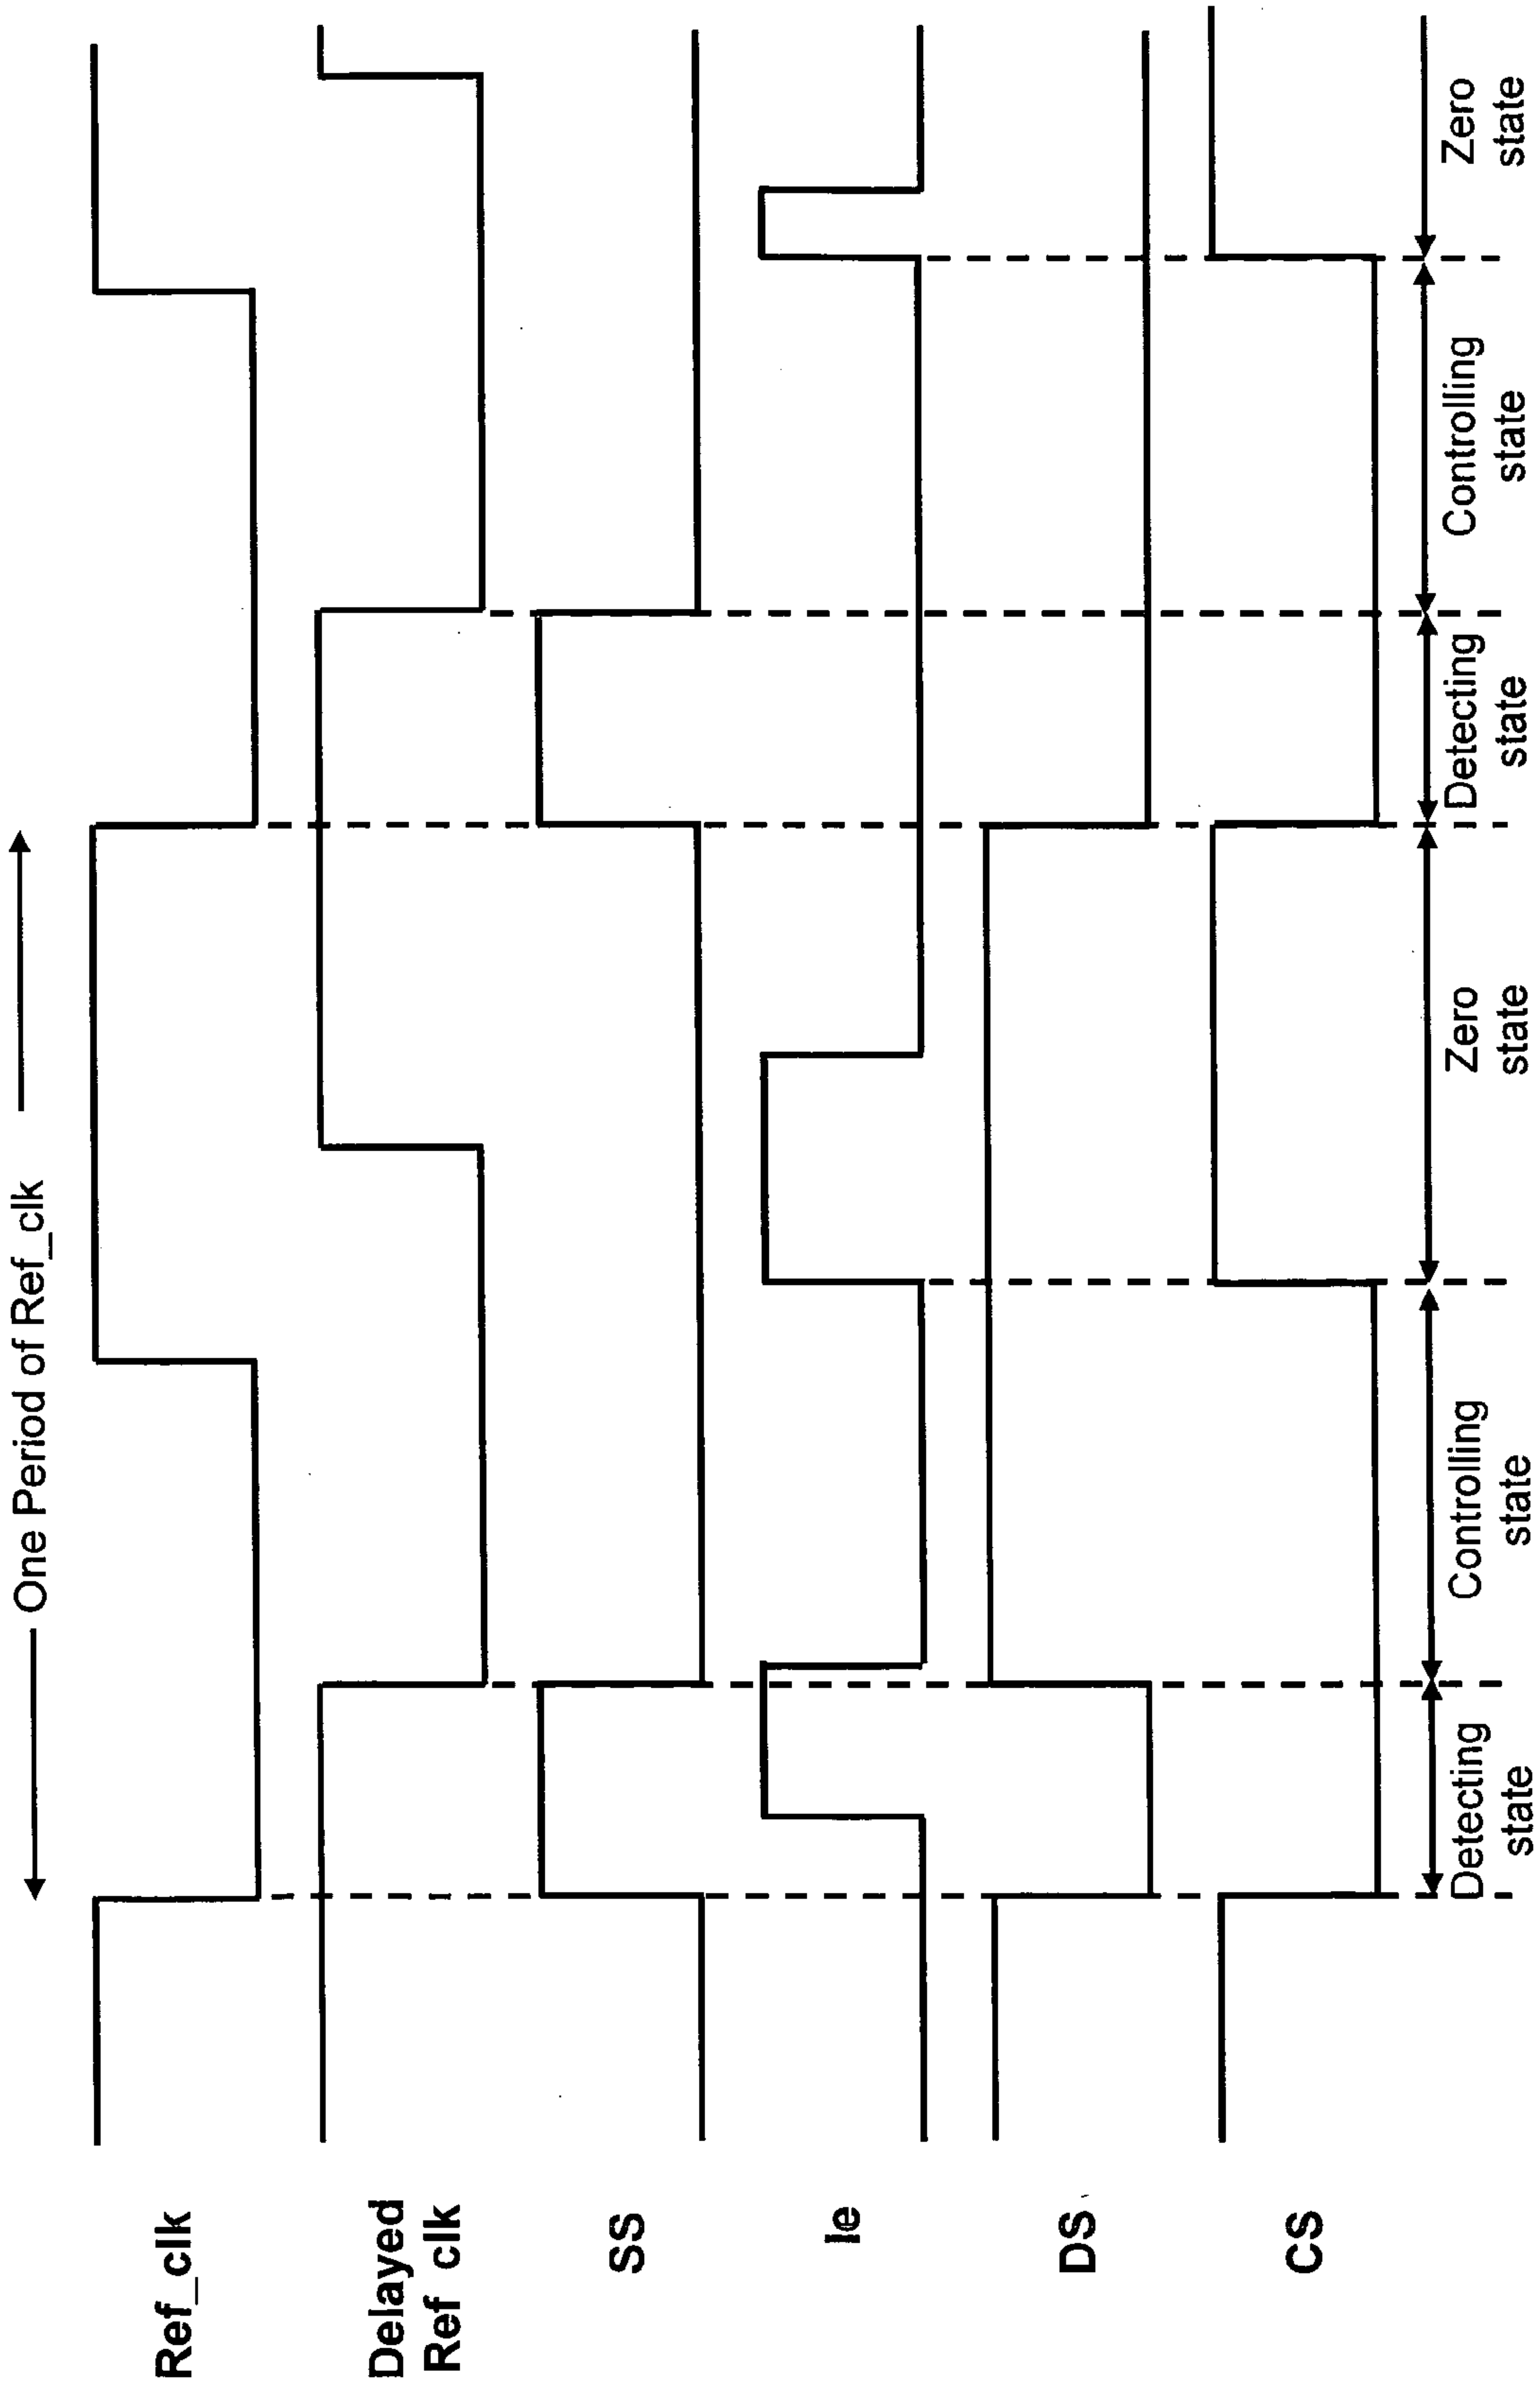 One Period of Ref_clk
Ref_clk
Delayed
Ref clk
SS
Ie
DS
CS
Detecting
state
Controlling
state
Zero
state
Detecting
state
Controlling
state
Zero
state